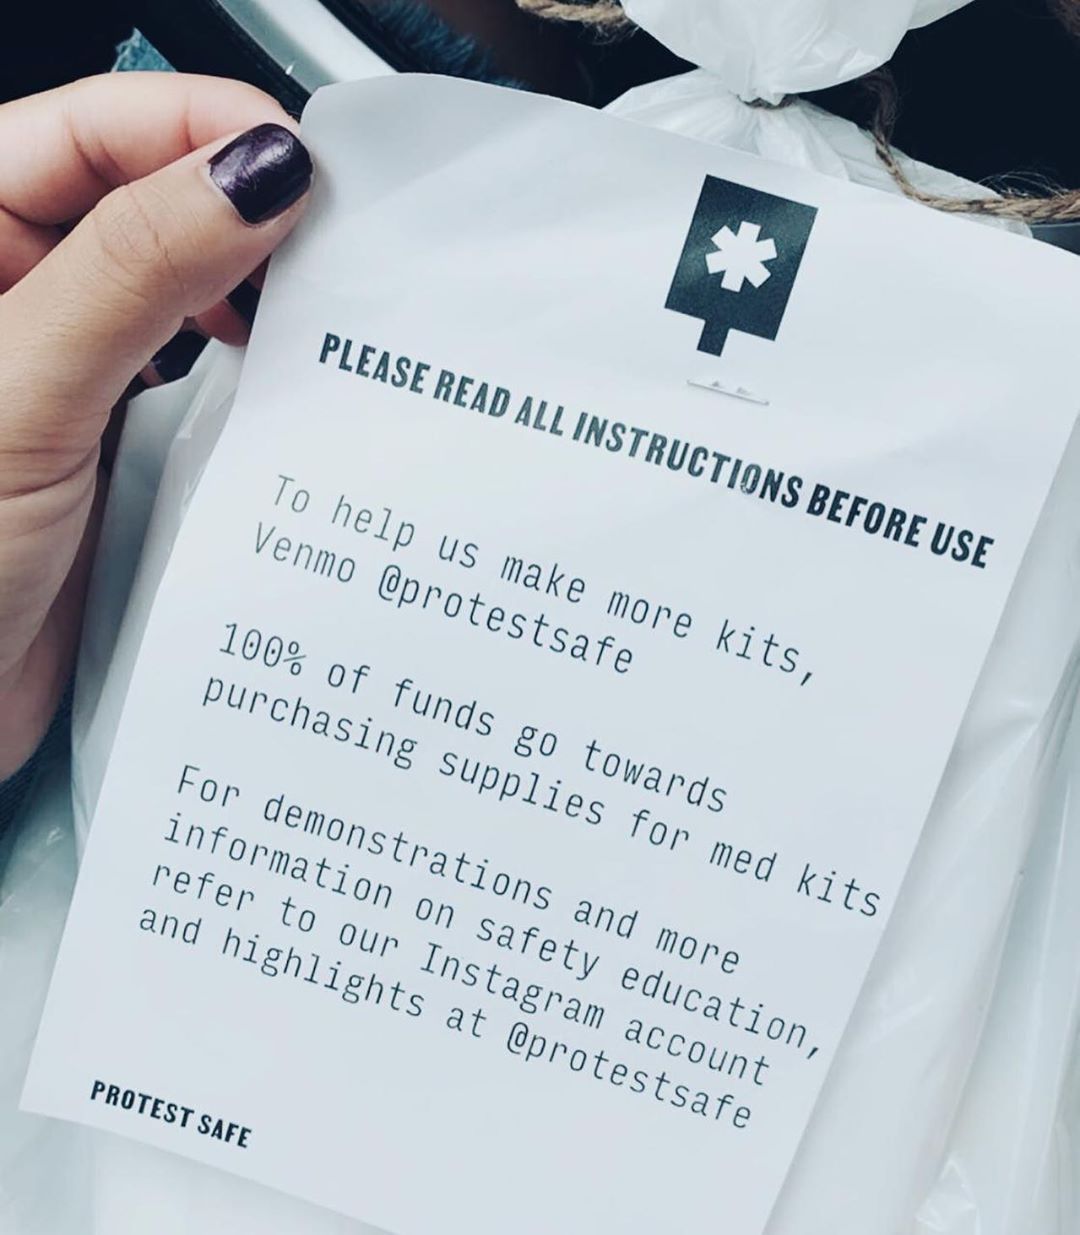 PLEASE READ ALL INSTRUCTIONS BEFORE USE
To help us make more kits,
Venmo @protestsafe
100% of funds go towards
purchasing supplies for med kits
For demonstrations and more
information on safety education,
refer to our Instagram account
and highlights at @protestsafe
PROTEST SAFE